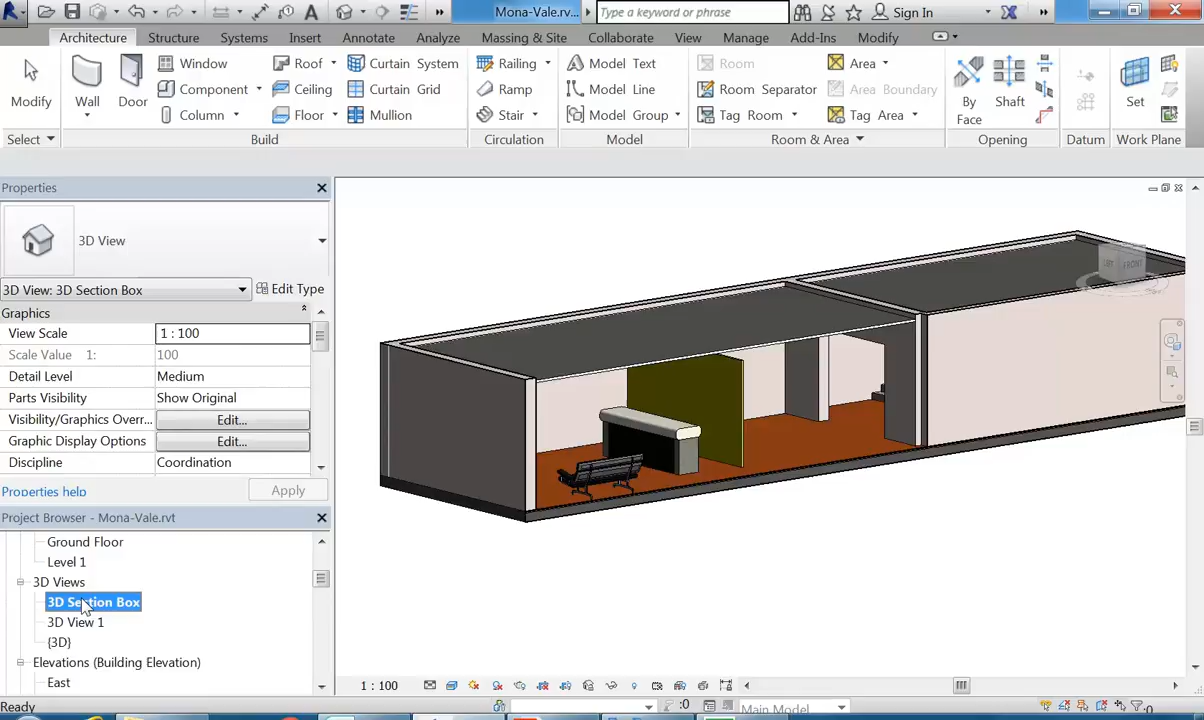 Mona-Vale.rv...
Type a keyword or phrase
Sign In
Architecture Structure Systems Insert Annotate Analyze Massing & Site Collaborate View Manage Add-Ins Modify
Modify
Wall
Door
Window
Component
Column
Roof
Ceiling
Floor
Curtain System
Curtain Grid
Mullion
Railing
Ramp
Stair
Model Text
Model Line
Model Group
Room
Room Separator
Tag Room
Area
Area Boundary
Tag Area
By Face
Shaft
Set
Select
Build
Circulation
Model
Room & Area
Opening
Datum
Work Plane
Properties
3D View
3D View: 3D Section Box
Edit Type
Graphics
View Scale 1 : 100
Scale Value 1: 100
Detail Level Medium
Parts Visibility Show Original
Visibility/Graphics Overr... Edit...
Graphic Display Options Edit...
Discipline Coordination
Properties help
Apply
Project Browser - Mona-Vale.rvt
Ground Floor
Level 1
3D Views
3D Section Box
3D View 1
{3D}
Elevations (Building Elevation)
East
FRONT
1 : 100
Ready
:0
Main Model
:0